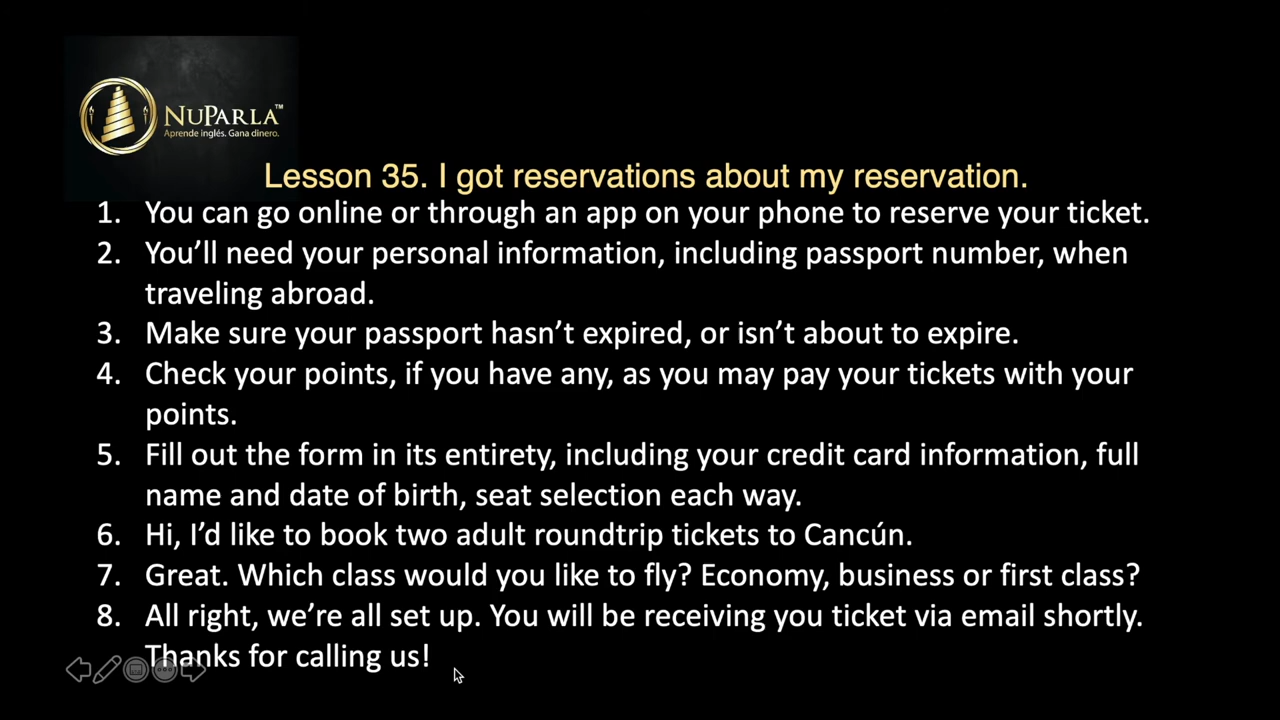 NUPARLA™
Aprende inglés. Gana dinero.
Lesson 35. I got reservations about my reservation.
1. You can go online or through an app on your phone to reserve your ticket.
2. You’ll need your personal information, including passport number, when
traveling abroad.
3. Make sure your passport hasn’t expired, or isn’t about to expire.
4. Check your points, if you have any, as you may pay your tickets with your
points.
5. Fill out the form in its entirety, including your credit card information, full
name and date of birth, seat selection each way.
6. Hi, I’d like to book two adult roundtrip tickets to Cancún.
7. Great. Which class would you like to fly? Economy, business or first class?
8. All right, we’re all set up. You will be receiving you ticket via email shortly.
Thanks for calling us!